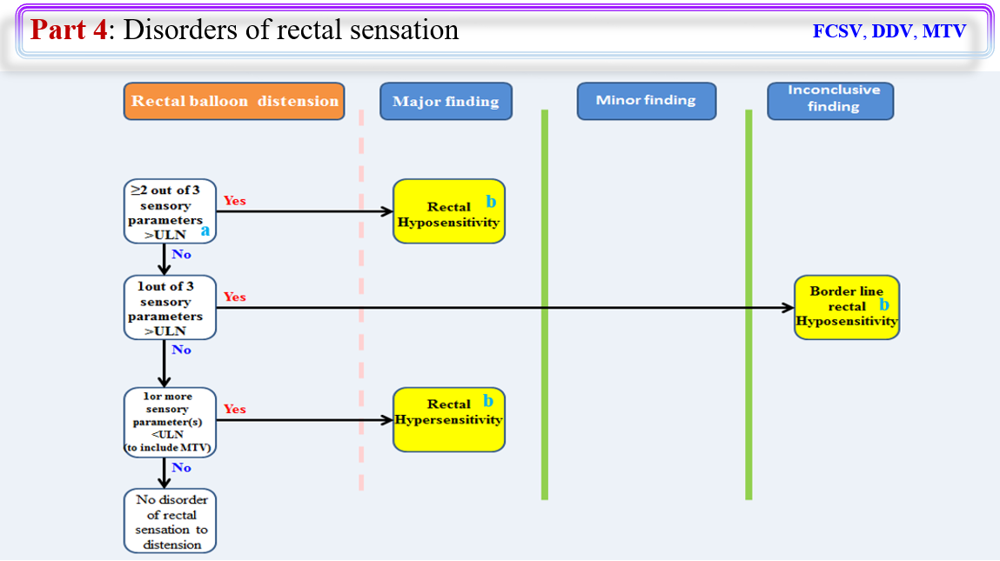 Part 4: Disorders of rectal sensation
FCSV, DDV, MTV
Rectal balloon distension
Major finding
Minor finding
Inconclusive
finding
≥2 out of 3
sensory
parameters
>ULN a
Yes
Rectal b
Hyposensitivity
No
1out of 3
sensory
parameters
>ULN
Yes
Border line
rectal b
Hyposensitivity
No
1or more
sensory
parameter(s)
<ULN
(to include MTV)
Yes
Rectal b
Hypersensitivity
No
No disorder
of rectal
sensation to
distension